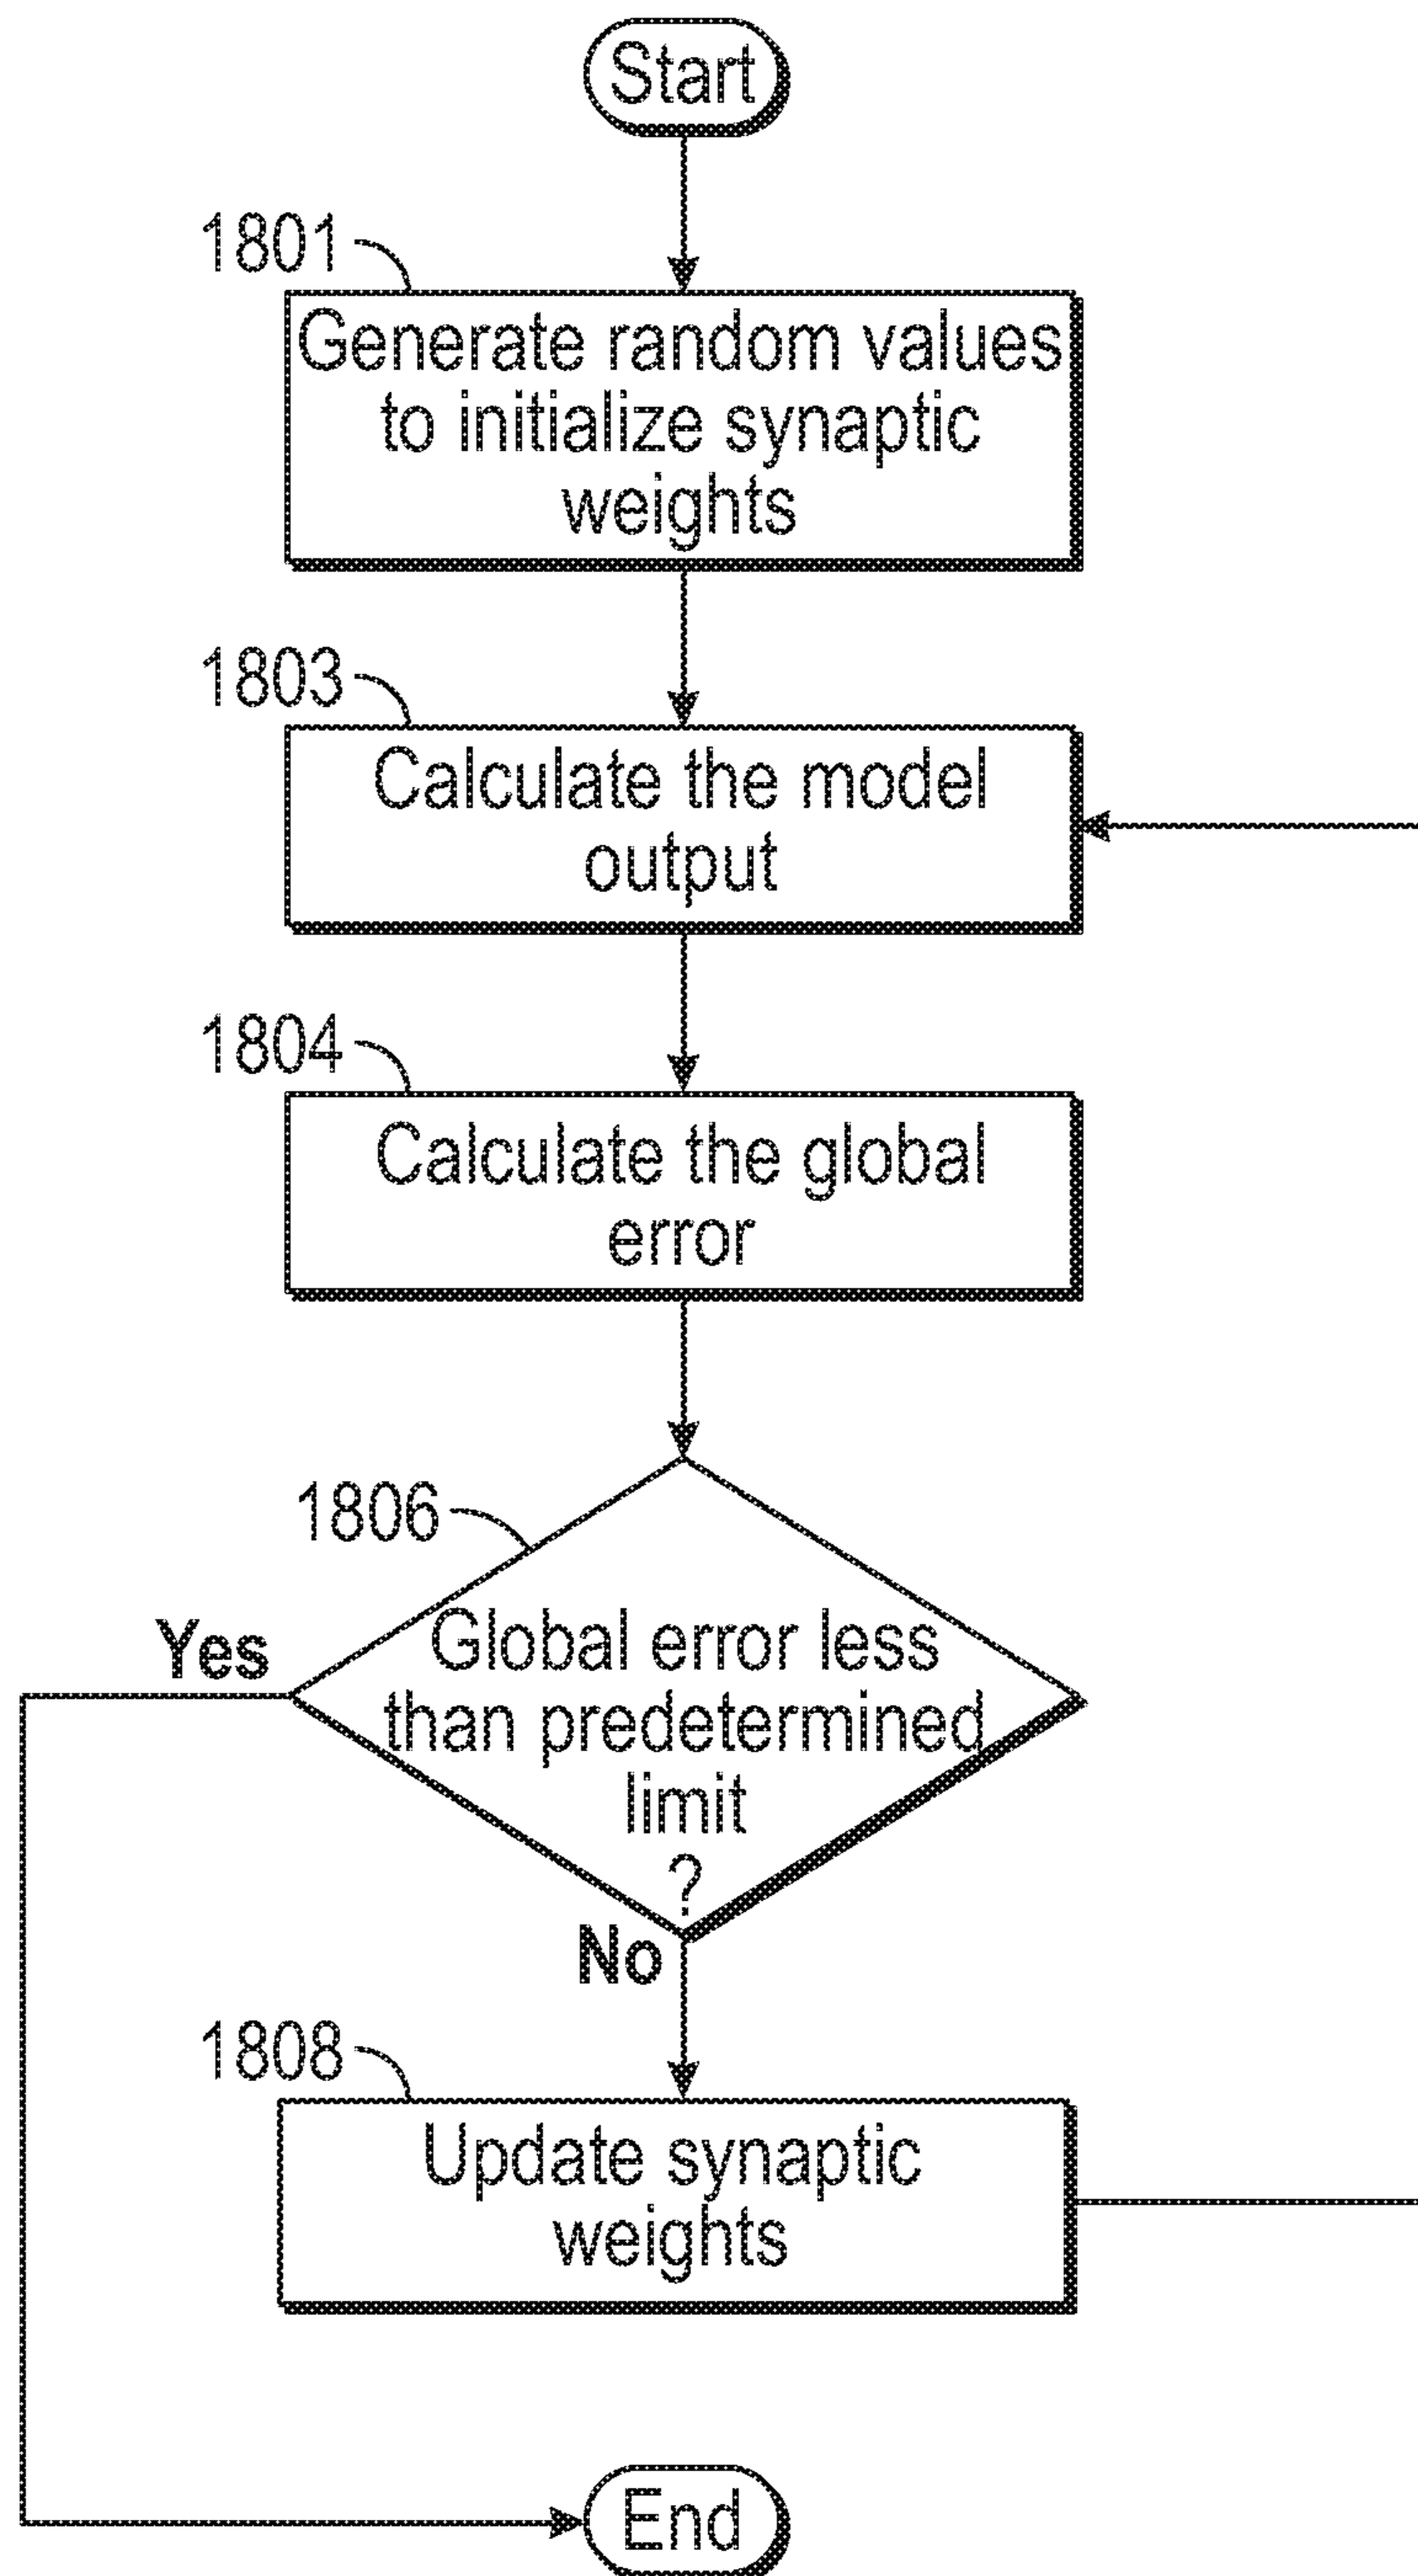 Start
1801
Generate random values
to initialize synaptic
weights
1803
Calculate the model
output
1804
Calculate the global
error
1806
Yes
Global error less
than predetermined
limit
?
No
1808
Update synaptic
weights
End